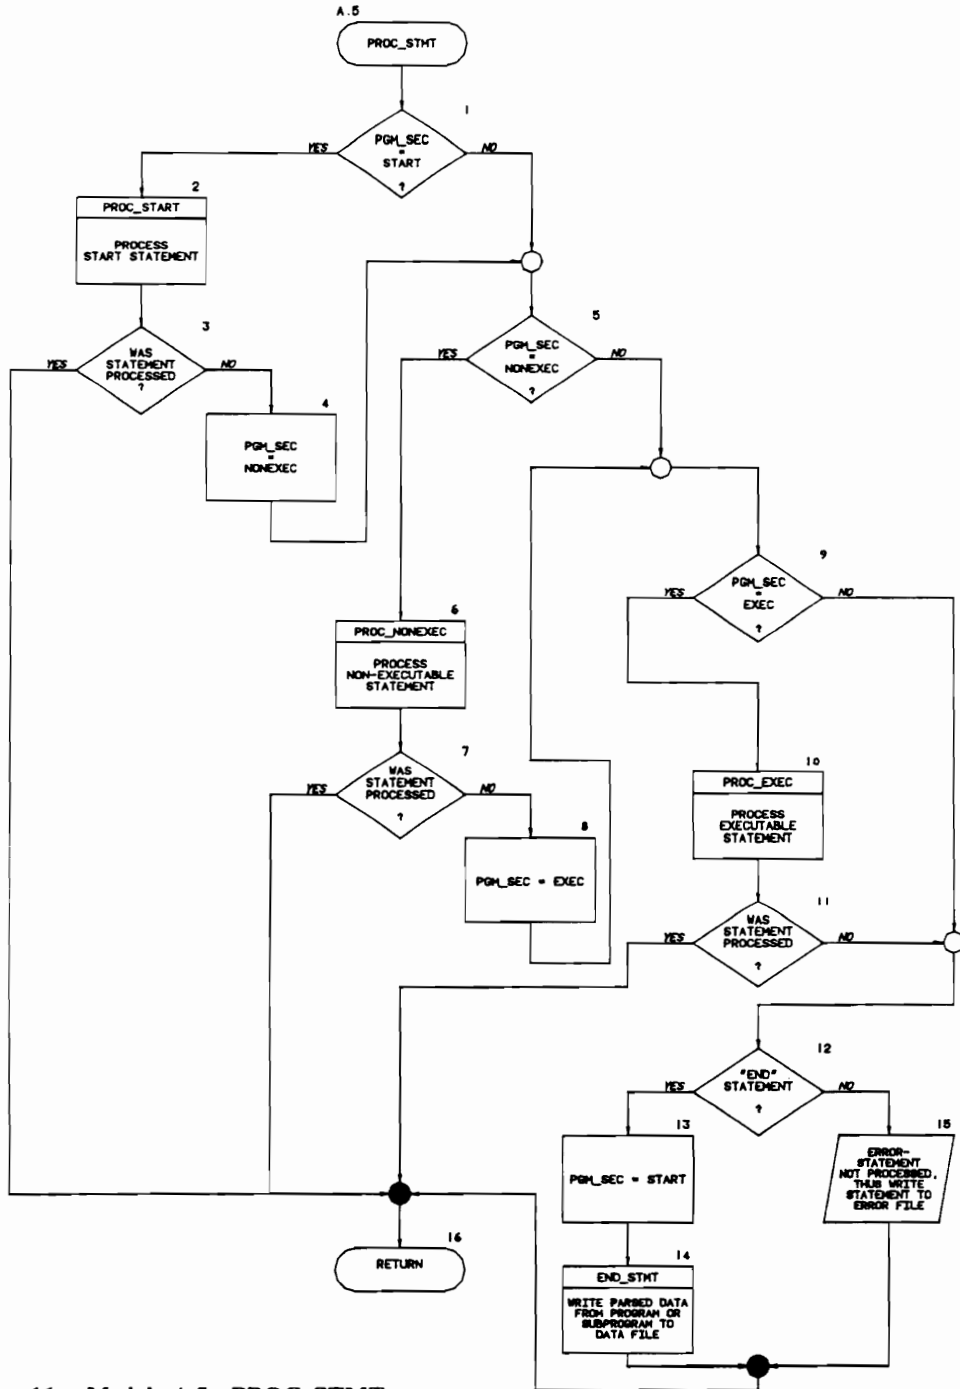 A.5
PROC_STMT
1
PGM_SEC
=
START
?
YES
NO
2
PROC_START
PROCESS
START STATEMENT
3
WAS
STATEMENT
PROCESSED
?
YES
NO
4
PGM_SEC
=
NONEXEC
5
PGM_SEC
=
NONEXEC
?
YES
NO
6
PROC_NONEXEC
PROCESS
NON-EXECUTABLE
STATEMENT
7
WAS
STATEMENT
PROCESSED
?
YES
NO
8
PGM_SEC = EXEC
9
PGM_SEC
=
EXEC
?
YES
NO
10
PROC_EXEC
PROCESS
EXECUTABLE
STATEMENT
11
WAS
STATEMENT
PROCESSED
?
YES
NO
12
"END"
STATEMENT
?
YES
NO
13
PGM_SEC = START
14
END_STMT
WRITE PARSED DATA
FROM PROGRAM OR
SUBPROGRAM TO
DATA FILE
15
ERROR-
STATEMENT
NOT PROCESSED,
THUS WRITE
STATEMENT TO
ERROR FILE
16
RETURN